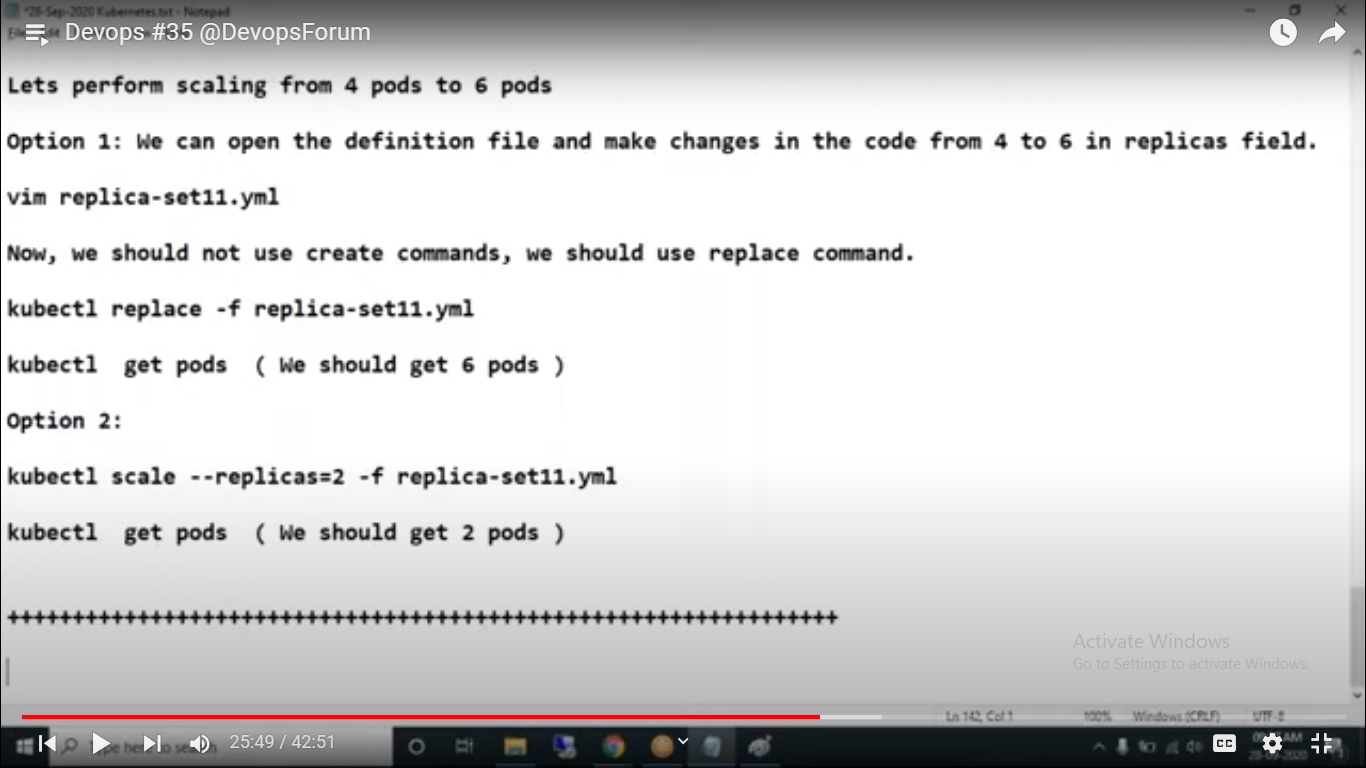 *28-Sep-2020 Kubernetes.txt - Notepad
Devops #35 @DevopsForum
Lets perform scaling from 4 pods to 6 pods
Option 1: We can open the definition file and make changes in the code from 4 to 6 in replicas field.
vim replica-set11.yml
Now, we should not use create commands, we should use replace command.
kubectl replace -f replica-set11.yml
kubectl  get pods  ( We should get 6 pods )
Option 2:
kubectl scale --replicas=2 -f replica-set11.yml
kubectl  get pods  ( We should get 2 pods )
++++++++++++++++++++++++++++++++++++++++++++++++++++++++++++++++
Activate Windows
Go to Settings to activate Windows.
Ln 142, Col 1 100% Windows (CRLF) UTF-8
25:49 / 42:51
CC
28-09-2020